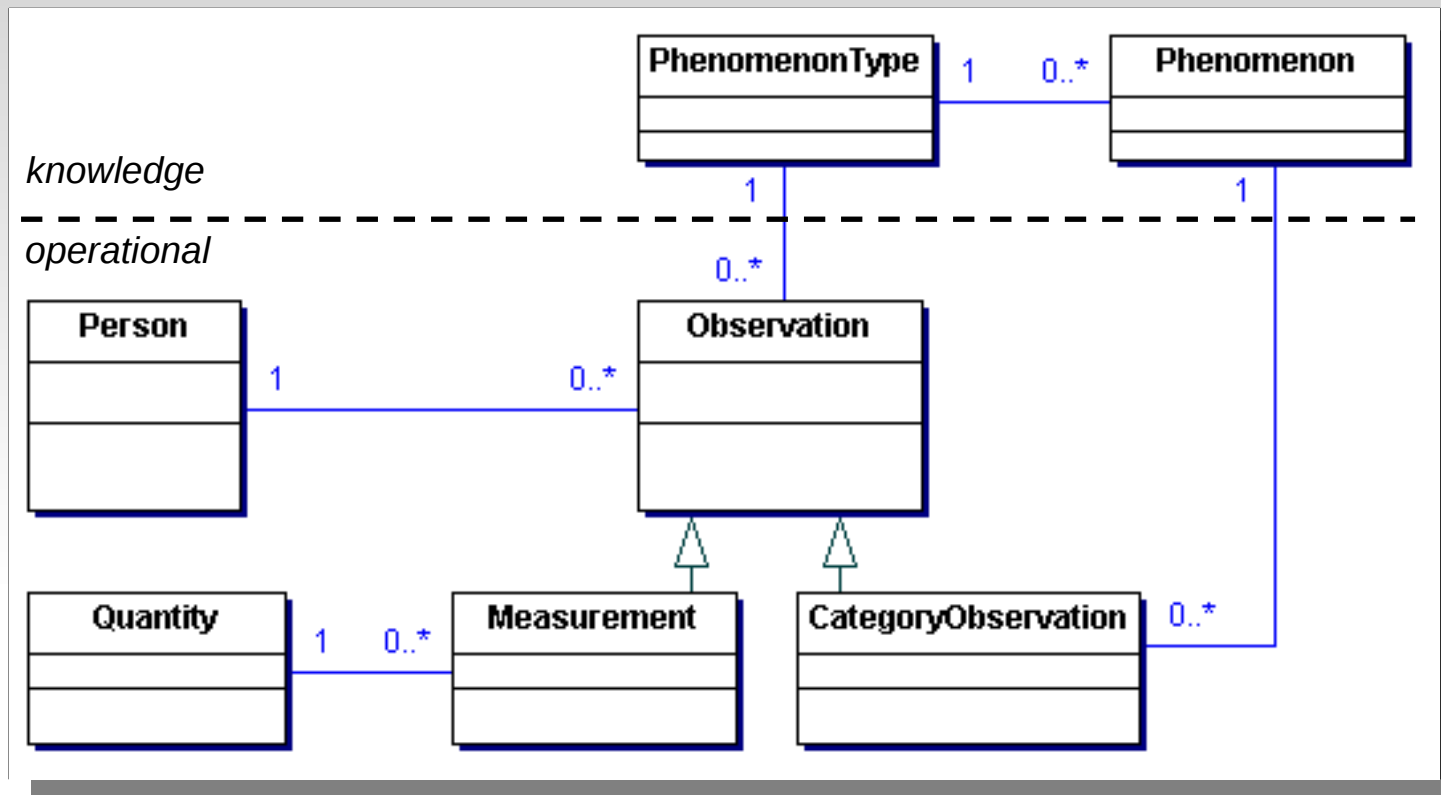 PhenomenonType
1
0..*
Phenomenon
knowledge
1
1
operational
0..*
Person
Observation
1
0..*
Quantity
Measurement
CategoryObservation
1
0..*
0..*